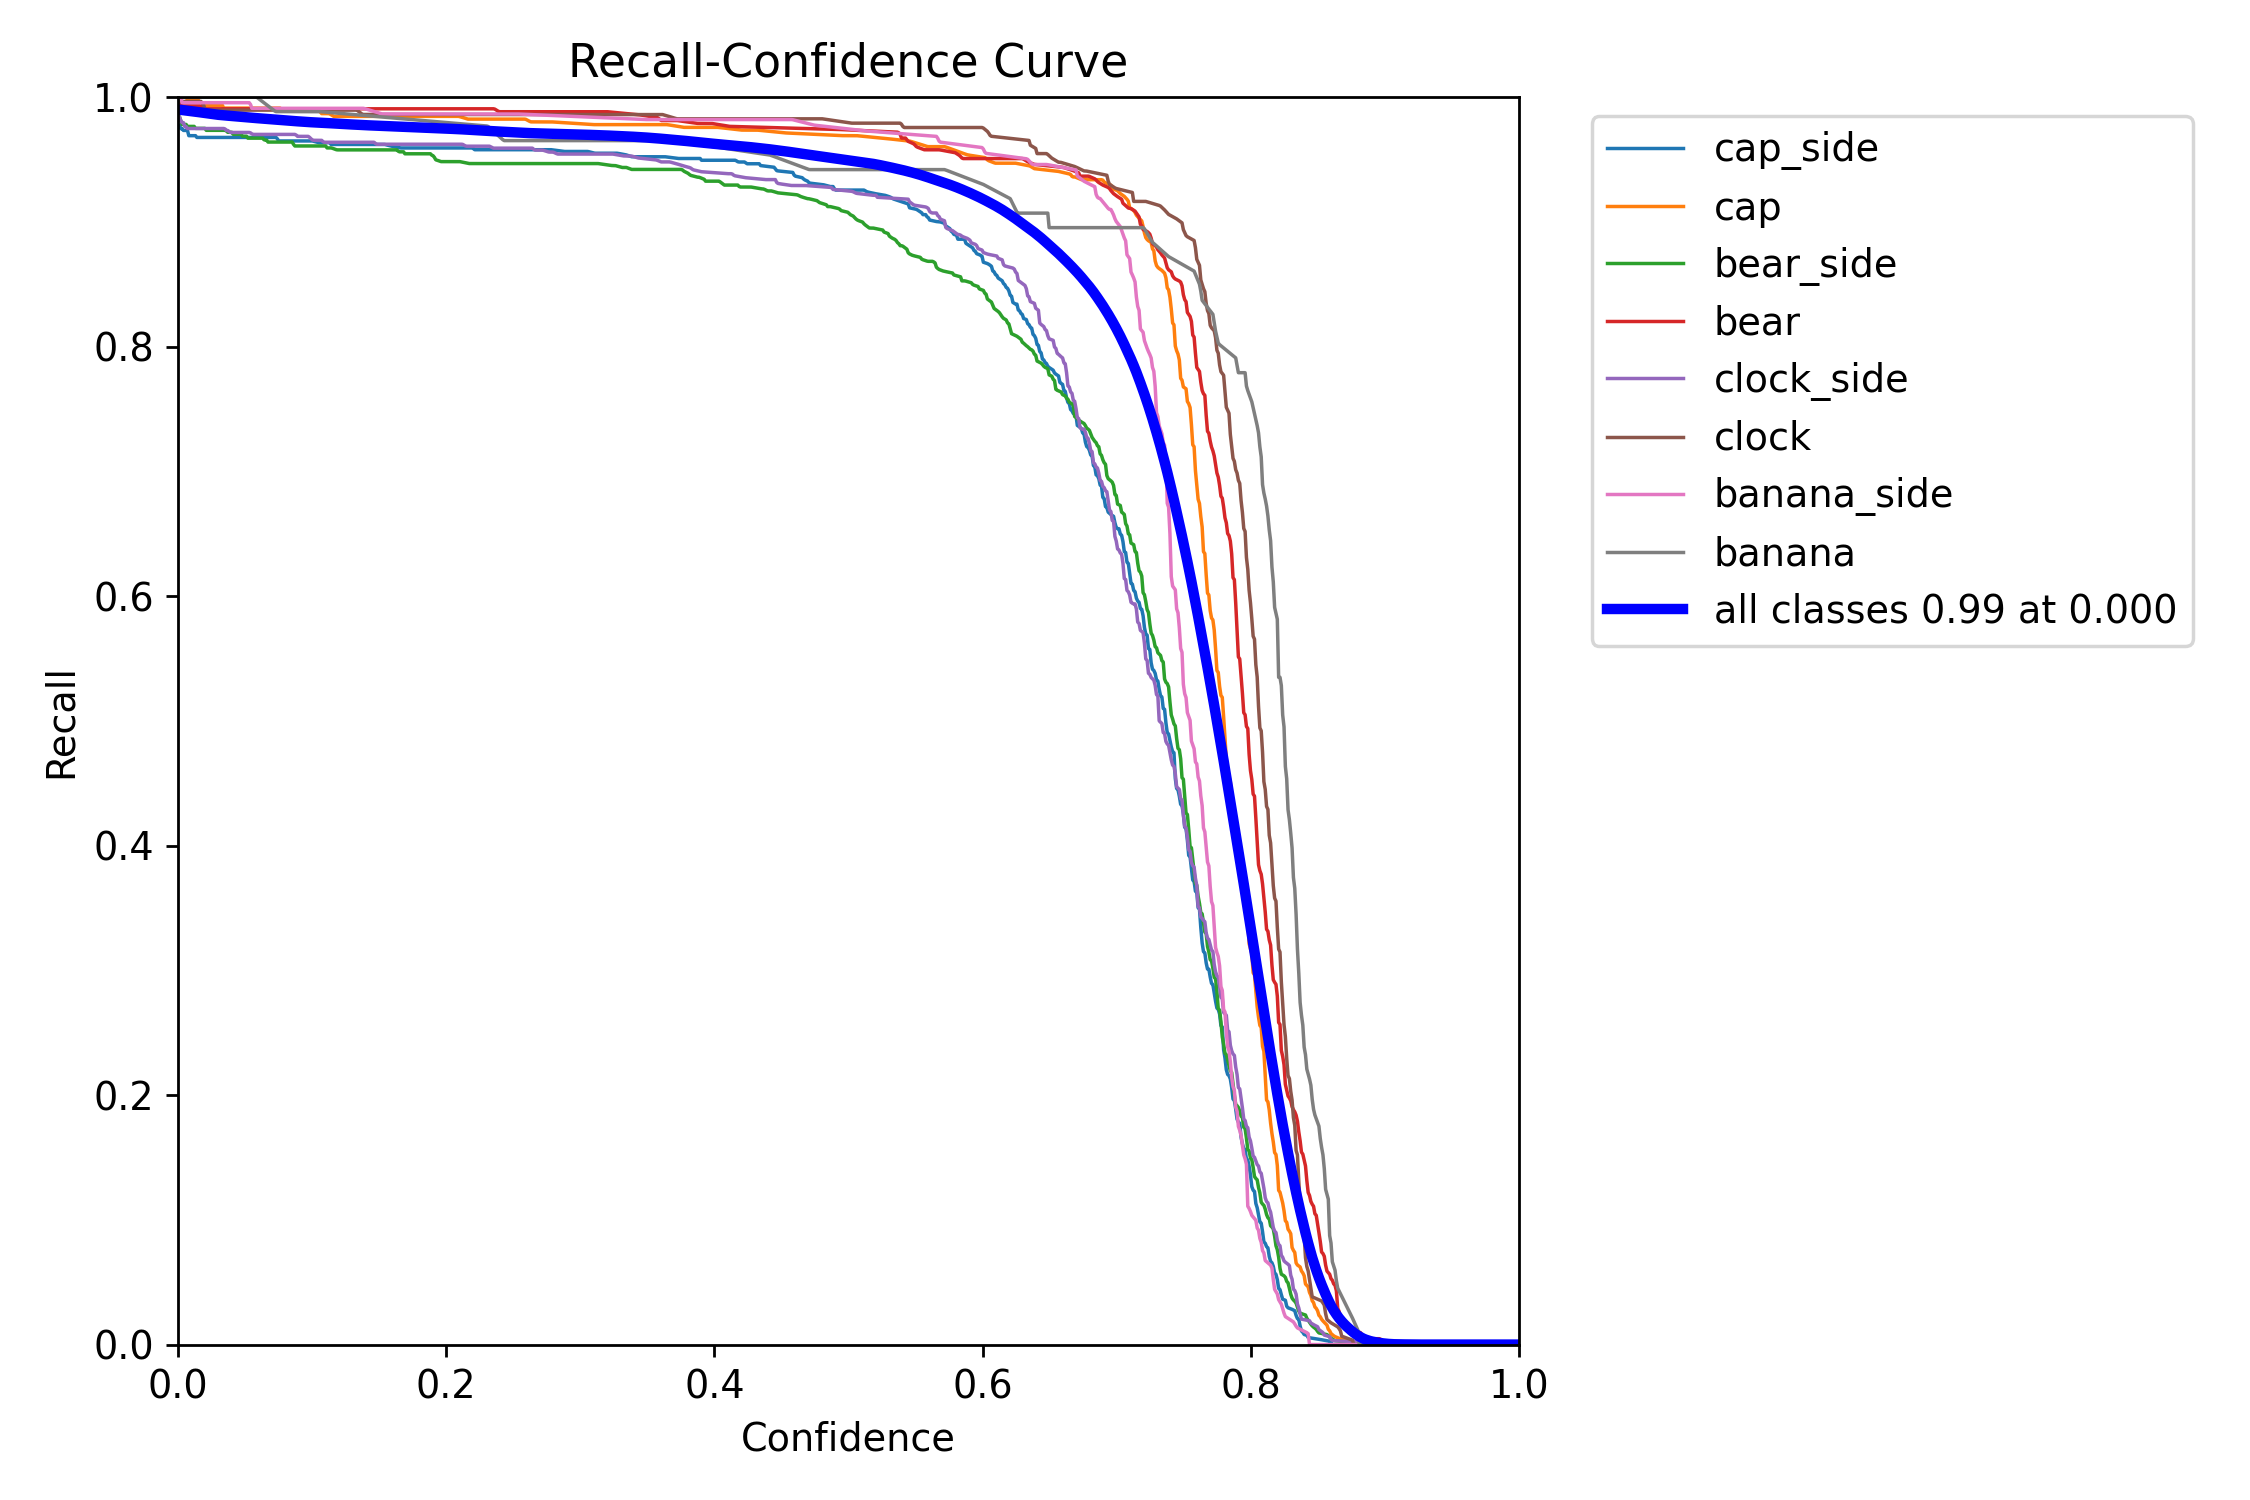 Recall-Confidence Curve
1.0
0.8
0.6
0.4
0.2
0.0
Recall
0.0 0.2 0.4 0.6 0.8 1.0
Confidence
cap_side
cap
bear_side
bear
clock_side
clock
banana_side
banana
all classes 0.99 at 0.000